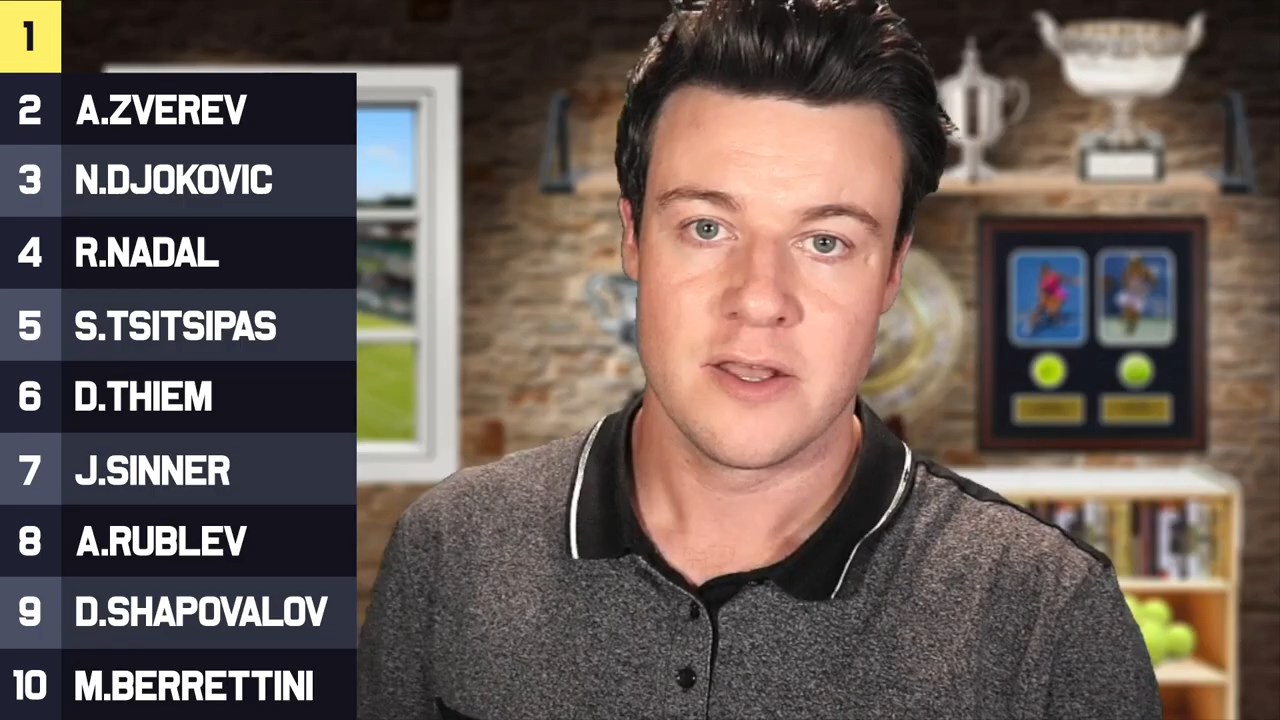 1
2 A.ZVEREV
3 N.DJOKOVIC
4 R.NADAL
5 S.TSITSIPAS
6 D.THIEM
7 J.SINNER
8 A.RUBLEV
9 D.SHAPOVALOV
10 M.BERRETTINI